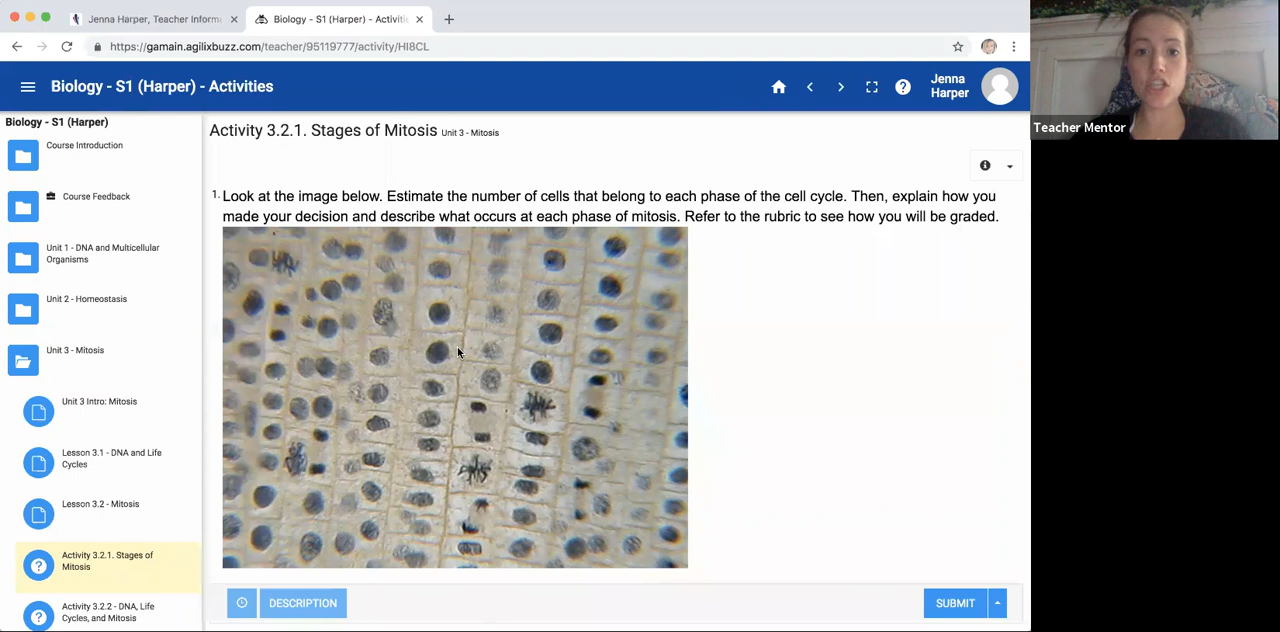 Jenna Harper, Teacher Inform
Biology - S1 (Harper) - Activiti
https://gamain.agilixbuzz.com/teacher/95119777/activity/HI8CL
Biology - S1 (Harper) - Activities
Jenna
Harper
Teacher Mentor
Biology - S1 (Harper)
Course Introduction
Course Feedback
Unit 1 - DNA and Multicellular
Organisms
Unit 2 - Homeostasis
Unit 3 - Mitosis
Unit 3 Intro: Mitosis
Lesson 3.1 - DNA and Life
Cycles
Lesson 3.2 - Mitosis
Activity 3.2.1. Stages of
Mitosis
Activity 3.2.2 - DNA, Life
Cycles, and Mitosis
Activity 3.2.1. Stages of Mitosis Unit 3 - Mitosis
1. Look at the image below. Estimate the number of cells that belong to each phase of the cell cycle. Then, explain how you
made your decision and describe what occurs at each phase of mitosis. Refer to the rubric to see how you will be graded.
DESCRIPTION
SUBMIT